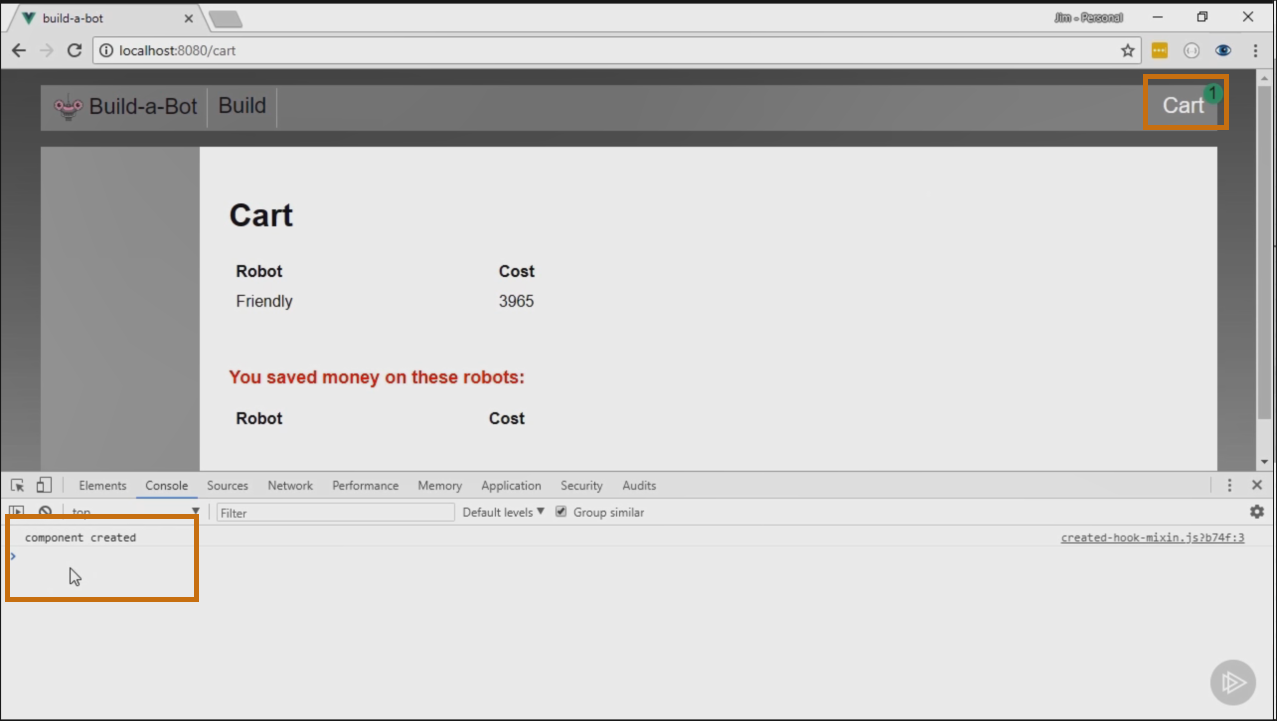 build-a-bot
Jim - Personal
localhost:8080/cart
Build-a-Bot Build Cart 1
Cart
Robot Cost
Friendly 3965
You saved money on these robots:
Robot Cost
Elements Console Sources Network Performance Memory Application Security Audits
top Filter Default levels Group similar
component created created-hook-mixin.js?b74f:3